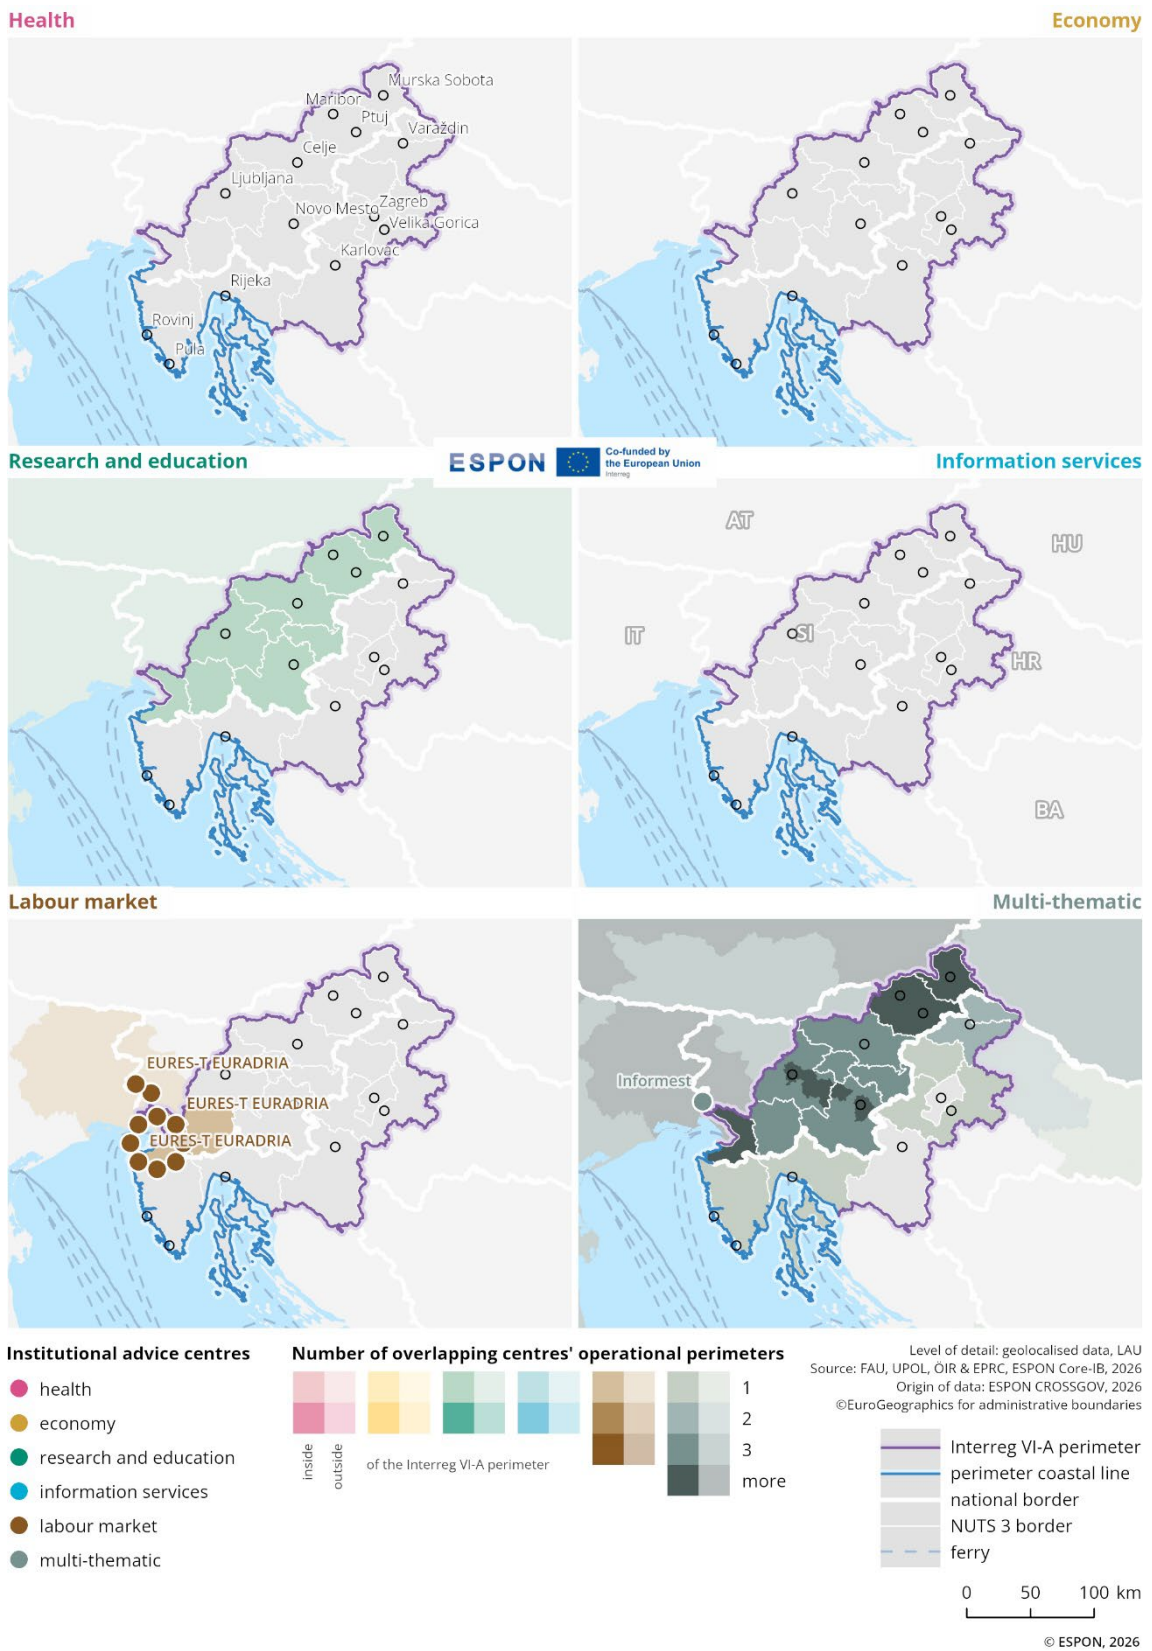 Health
Economy
Murska Sobota
Maribor
Ptuj
Varaždin
Celje
Ljubljana
Novo Mesto
Zagreb
Velika Gorica
Karlovac
Rijeka
Rovinj
Pula
Research and education
ESPON
Co-funded by
the European Union
Interreg
Information services
AT
HU
IT
SI
HR
BA
Labour market
Multi-thematic
EURES-T EURADRIA
EURES-T EURADRIA
EURES-T EURADRIA
Informest
Institutional advice centres
health
economy
research and education
information services
labour market
multi-thematic
Number of overlapping centres' operational perimeters
1
2
3
more
inside
outside
of the Interreg VI-A perimeter
Level of detail: geolocalised data, LAU
Source: FAU, UPOL, ÖIR & EPRC, ESPON Core-IB, 2026
Origin of data: ESPON CROSSGOV, 2026
©EuroGeographics for administrative boundaries
Interreg VI-A perimeter
perimeter coastal line
national border
NUTS 3 border
ferry
0 50 100 km
© ESPON, 2026